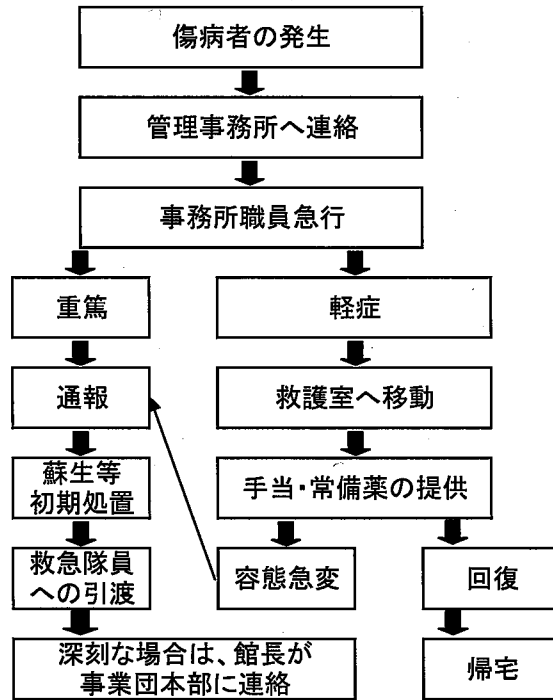 傷病者の発生
管理事務所へ連絡
事務所職員急行
重篤
軽症
通報
救護室へ移動
蘇生等
初期処置
手当・常備薬の提供
救急隊員
への引渡
容態急変
回復
深刻な場合は、館長が
事業団本部に連絡
帰宅